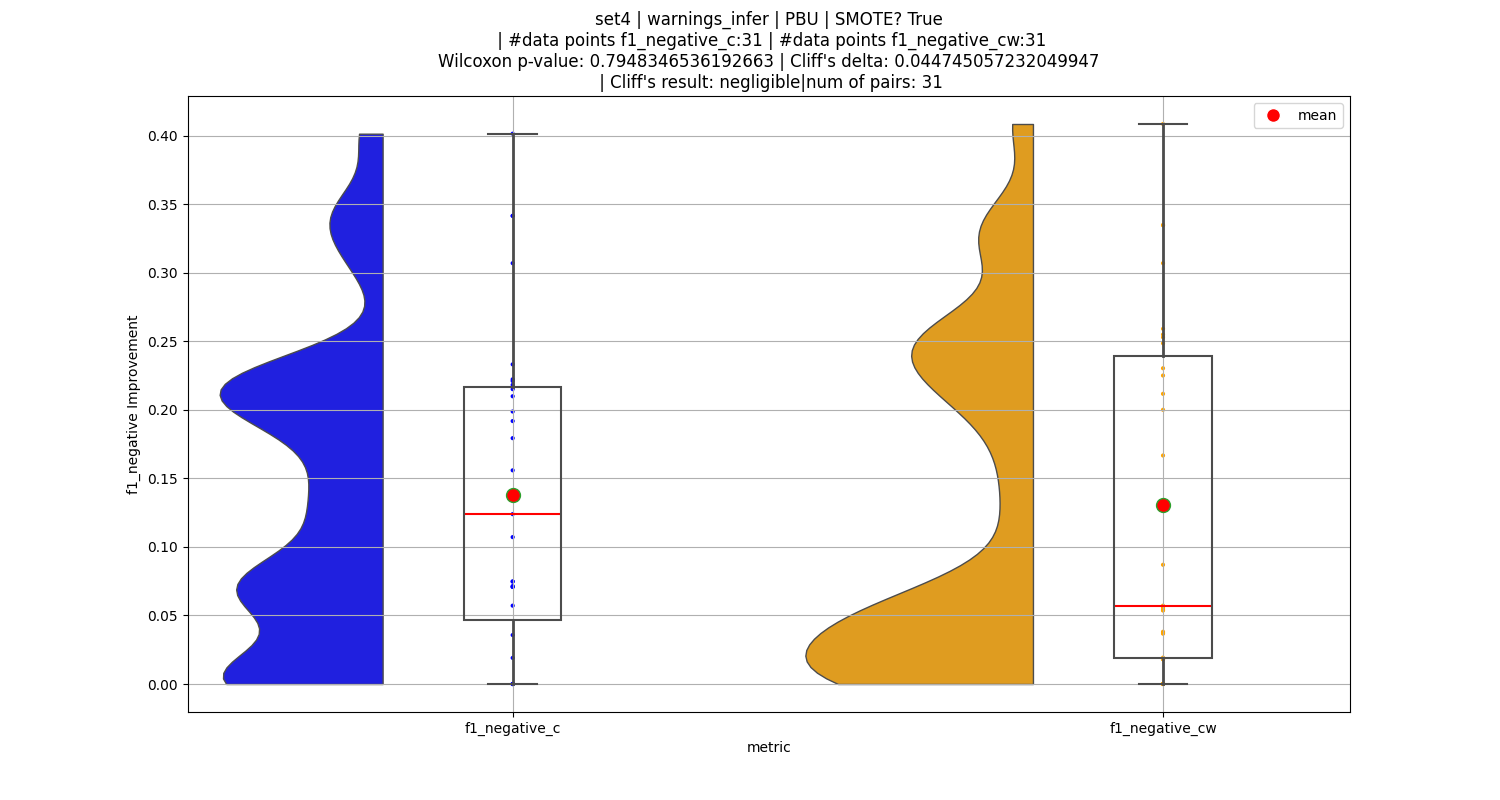 set4 | warnings_infer | PBU | SMOTE? True
| #data points f1_negative_c:31 | #data points f1_negative_cw:31
Wilcoxon p-value: 0.7948346536192663 | Cliff's delta: 0.044745057232049947
| Cliff's result: negligible|num of pairs: 31
mean
0.40
0.35
0.30
0.25
0.20
0.15
0.10
0.05
0.00
f1_negative Improvement
f1_negative_c
f1_negative_cw
metric